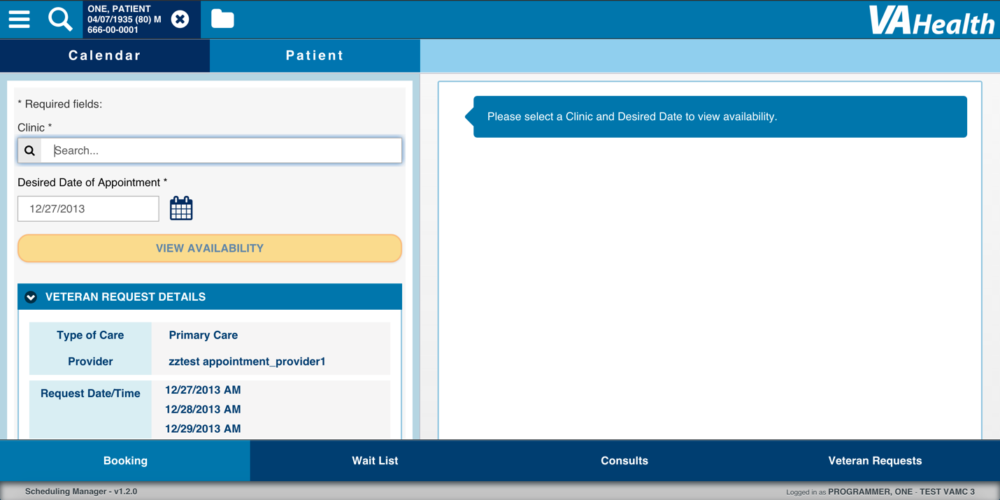 ONE, PATIENT
04/07/1935 (80) M
666-00-0001
VA Health
Calendar
Patient
* Required fields:
Clinic *
Search...
Desired Date of Appointment *
12/27/2013
VIEW AVAILABILITY
VETERAN REQUEST DETAILS
Type of Care Primary Care
Provider zztest appointment_provider1
Request Date/Time 12/27/2013 AM
12/28/2013 AM
12/29/2013 AM
Please select a Clinic and Desired Date to view availability.
Booking Wait List Consults Veteran Requests
Scheduling Manager - v1.2.0 Logged in as PROGRAMMER, ONE - TEST VAMC 3